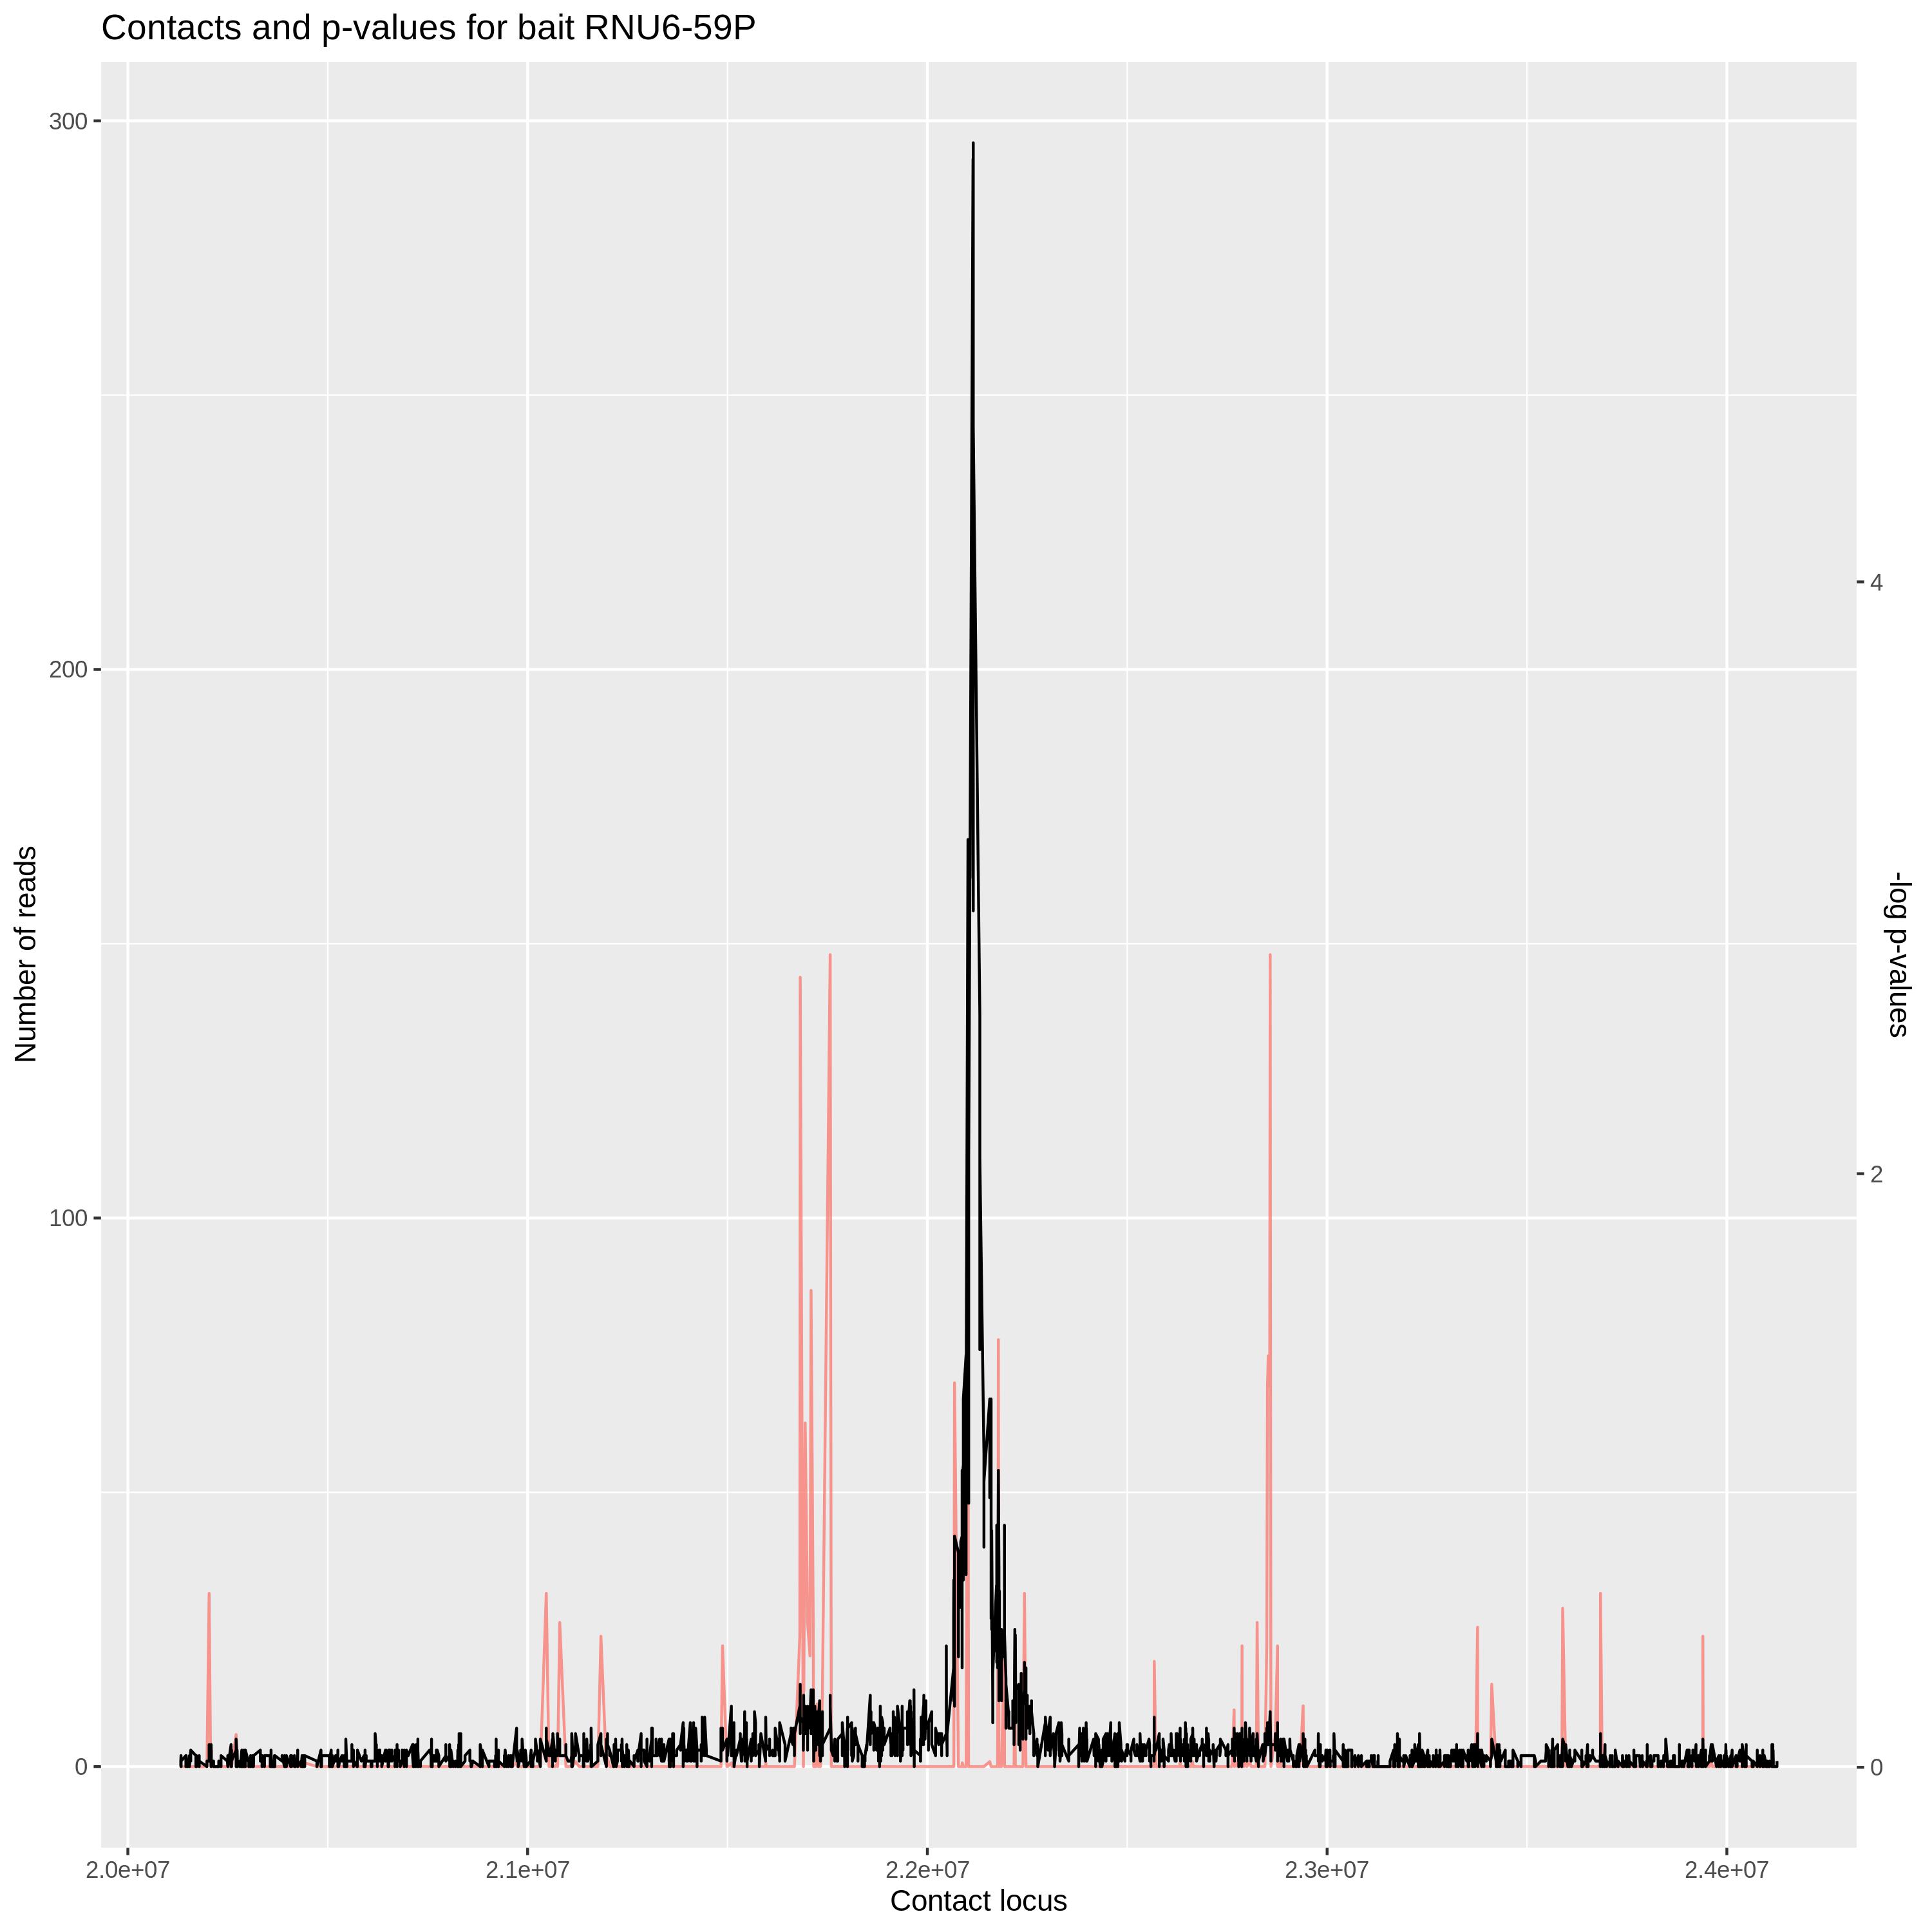 Contacts and p-values for bait RNU6-59P
300
200
100
0
Number of reads
4
2
0
-log p-values
2.0e+07
2.1e+07
2.2e+07
2.3e+07
2.4e+07
Contact locus